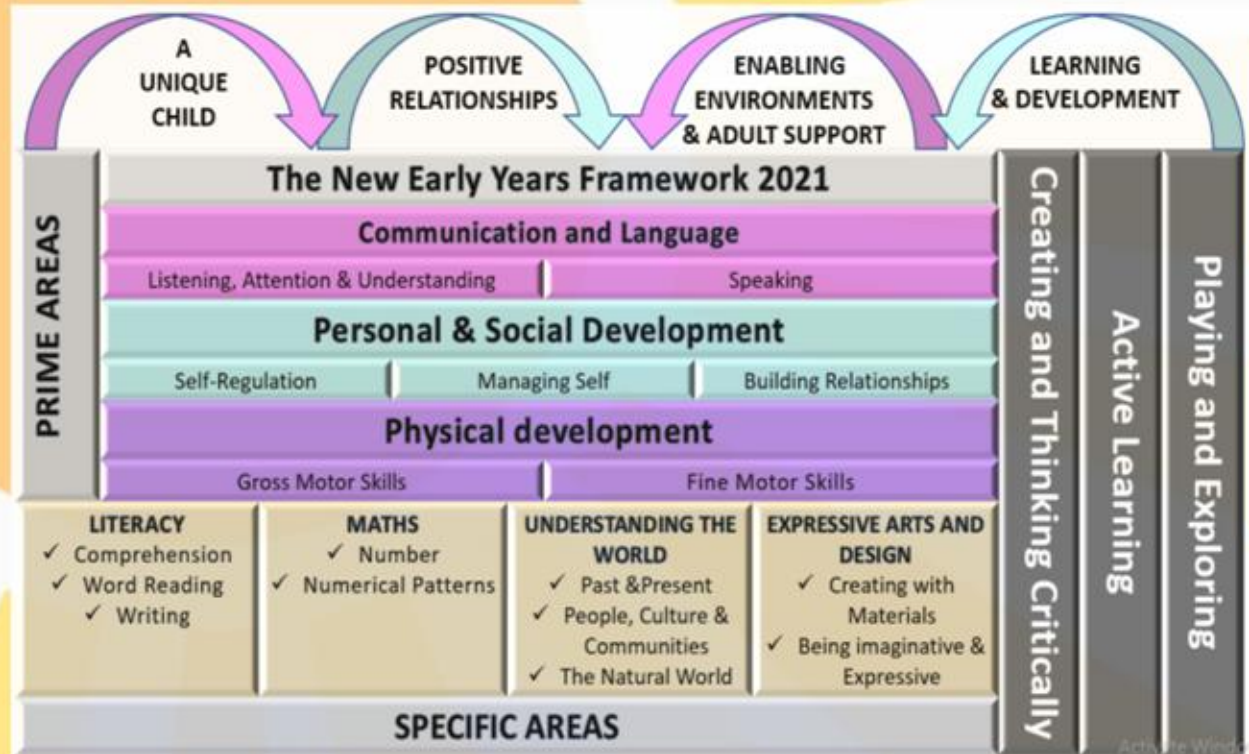 A
UNIQUE
CHILD
POSITIVE
RELATIONSHIPS
ENABLING
ENVIRONMENTS
& ADULT SUPPORT
LEARNING
& DEVELOPMENT
PRIME AREAS
The New Early Years Framework 2021
Communication and Language
Listening, Attention & Understanding
Speaking
Personal & Social Development
Self-Regulation
Managing Self
Building Relationships
Physical development
Gross Motor Skills
Fine Motor Skills
LITERACY
✓ Comprehension
✓ Word Reading
✓ Writing
MATHS
✓ Number
✓ Numerical Patterns
UNDERSTANDING THE
WORLD
✓ Past &Present
✓ People, Culture &
Communities
✓ The Natural World
EXPRESSIVE ARTS AND
DESIGN
✓ Creating with
Materials
✓ Being imaginative &
Expressive
SPECIFIC AREAS
Creating and Thinking Critically
Active Learning
Playing and Exploring